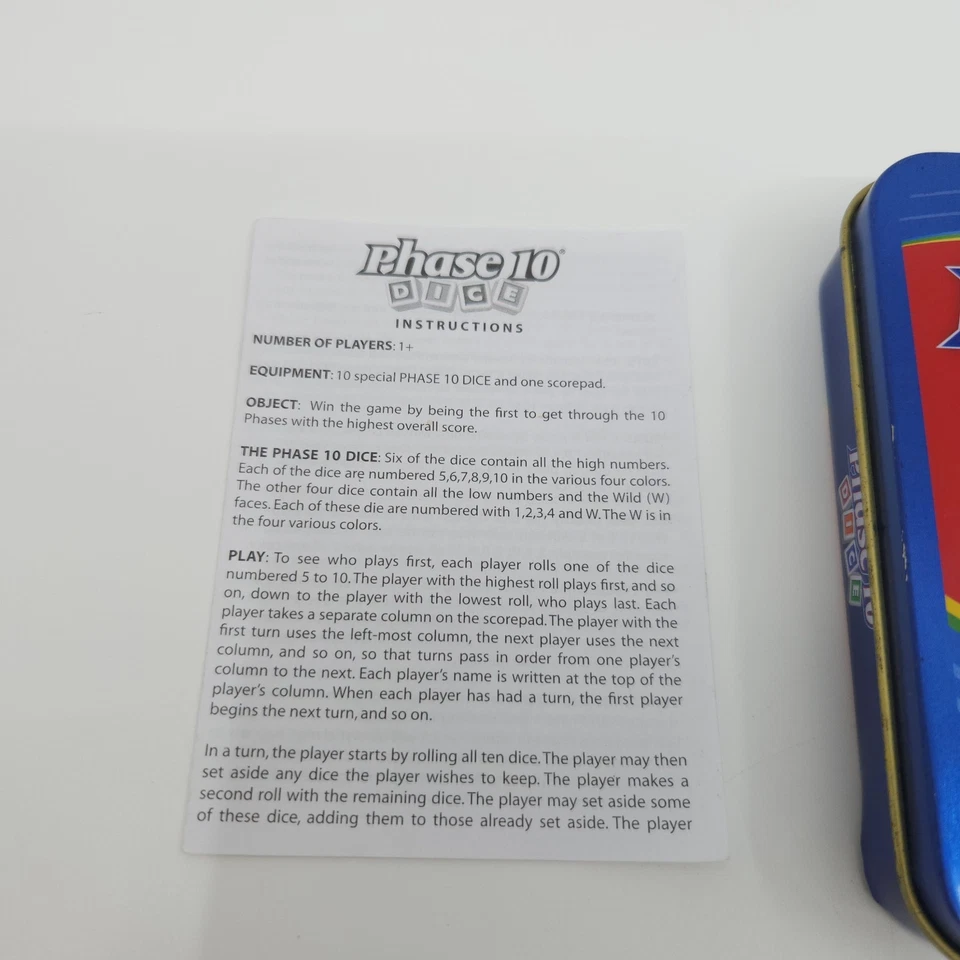 Phase 10®
DICE
INSTRUCTIONS
NUMBER OF PLAYERS: 1+
EQUIPMENT: 10 special PHASE 10 DICE and one scorepad.
OBJECT: Win the game by being the first to get through the 10
Phases with the highest overall score.
THE PHASE 10 DICE: Six of the dice contain all the high numbers.
Each of the dice are numbered 5,6,7,8,9,10 in the various four colors.
The other four dice contain all the low numbers and the Wild (W)
faces. Each of these die are numbered with 1,2,3,4 and W. The W is in
the four various colors.
PLAY: To see who plays first, each player rolls one of the dice
numbered 5 to 10. The player with the highest roll plays first, and so
on, down to the player with the lowest roll, who plays last. Each
player takes a separate column on the scorepad. The player with the
first turn uses the left-most column, the next player uses the next
column, and so on, so that turns pass in order from one player's
column to the next. Each player's name is written at the top of the
player's column. When each player has had a turn, the first player
begins the next turn, and so on.
In a turn, the player starts by rolling all ten dice. The player may then
set aside any dice the player wishes to keep. The player makes a
second roll with the remaining dice. The player may set aside some
of these dice, adding them to those already set aside. The player
Phase 10
DICE